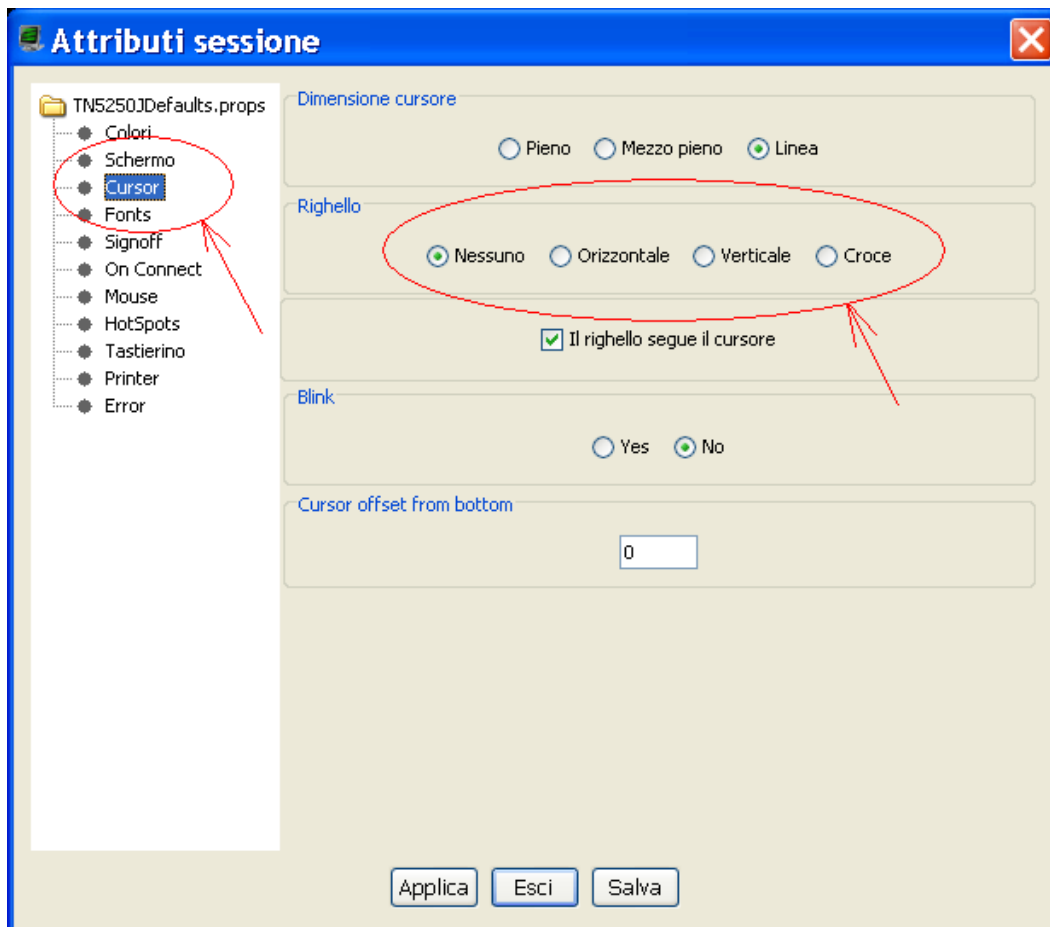 Attributi sessione
TN5250JDefaults.props
Colori
Schermo
Cursor
Fonts
Signoff
On Connect
Mouse
HotSpots
Tastierino
Printer
Error
Dimensione cursore
Pieno Mezzo pieno Linea
Righello
Nessuno Orizzontale Verticale Croce
Il righello segue il cursore
Blink
Yes No
Cursor offset from bottom
0
Applica Esci Salva